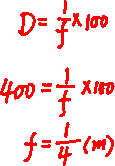 D = 1/f × 100
400 = 1/f × 100
f = 1/4 (m)